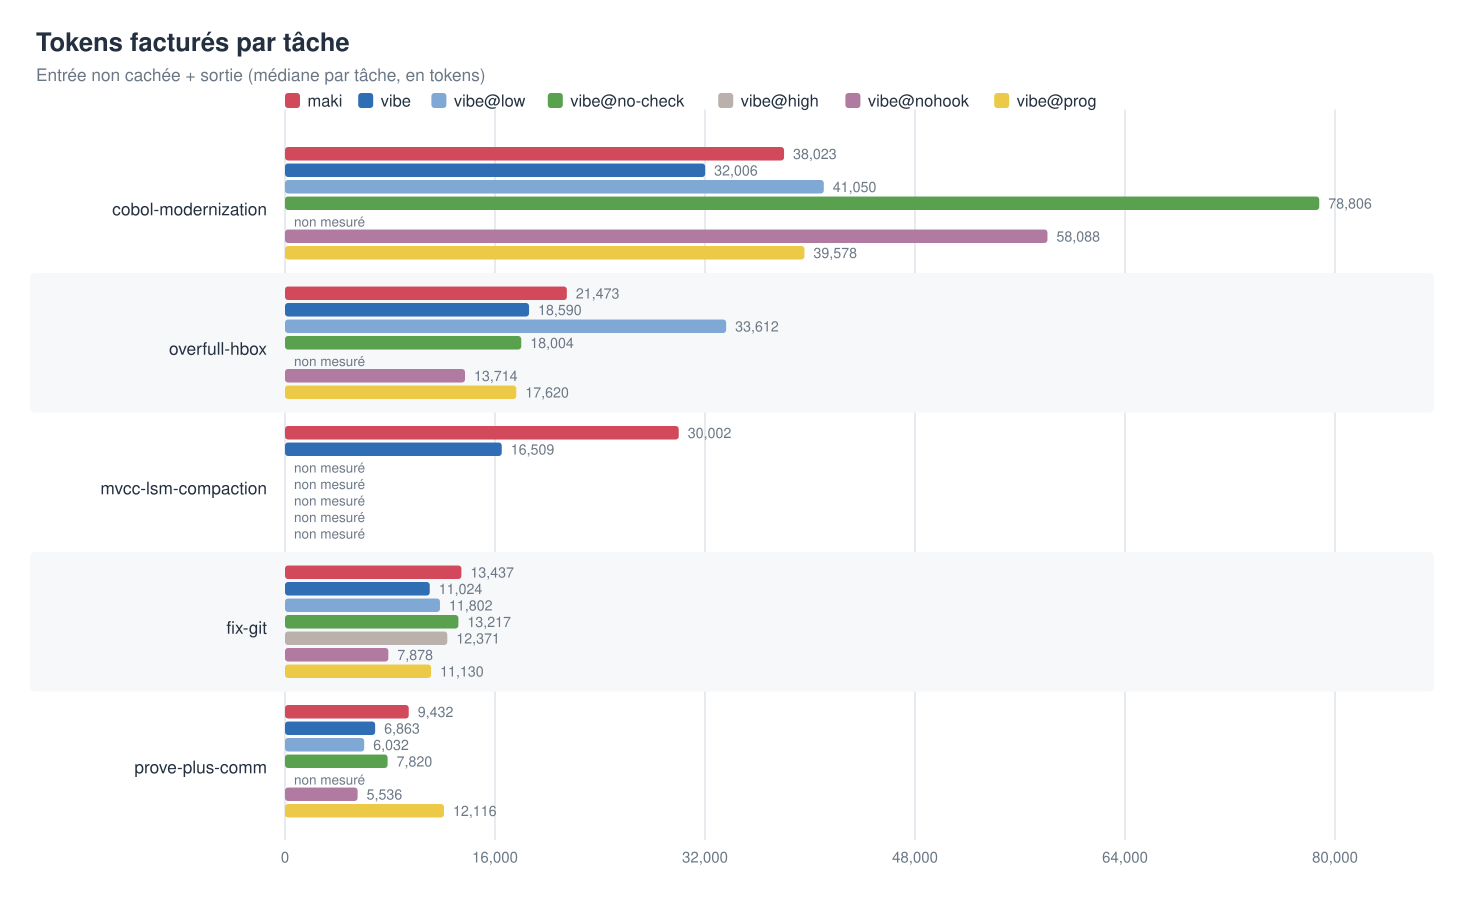 Tokens facturés par tâche
Entrée non cachée + sortie (médiane par tâche, en tokens)
maki vibe vibe@low vibe@no-check vibe@high vibe@nohook vibe@prog
cobol-modernization
38,023
32,006
41,050
78,806
non mesuré
58,088
39,578
overfull-hbox
21,473
18,590
33,612
18,004
non mesuré
13,714
17,620
mvcc-lsm-compaction
30,002
16,509
non mesuré
non mesuré
non mesuré
non mesuré
non mesuré
fix-git
13,437
11,024
11,802
13,217
12,371
7,878
11,130
prove-plus-comm
9,432
6,863
6,032
7,820
non mesuré
5,536
12,116
0 16,000 32,000 48,000 64,000 80,000